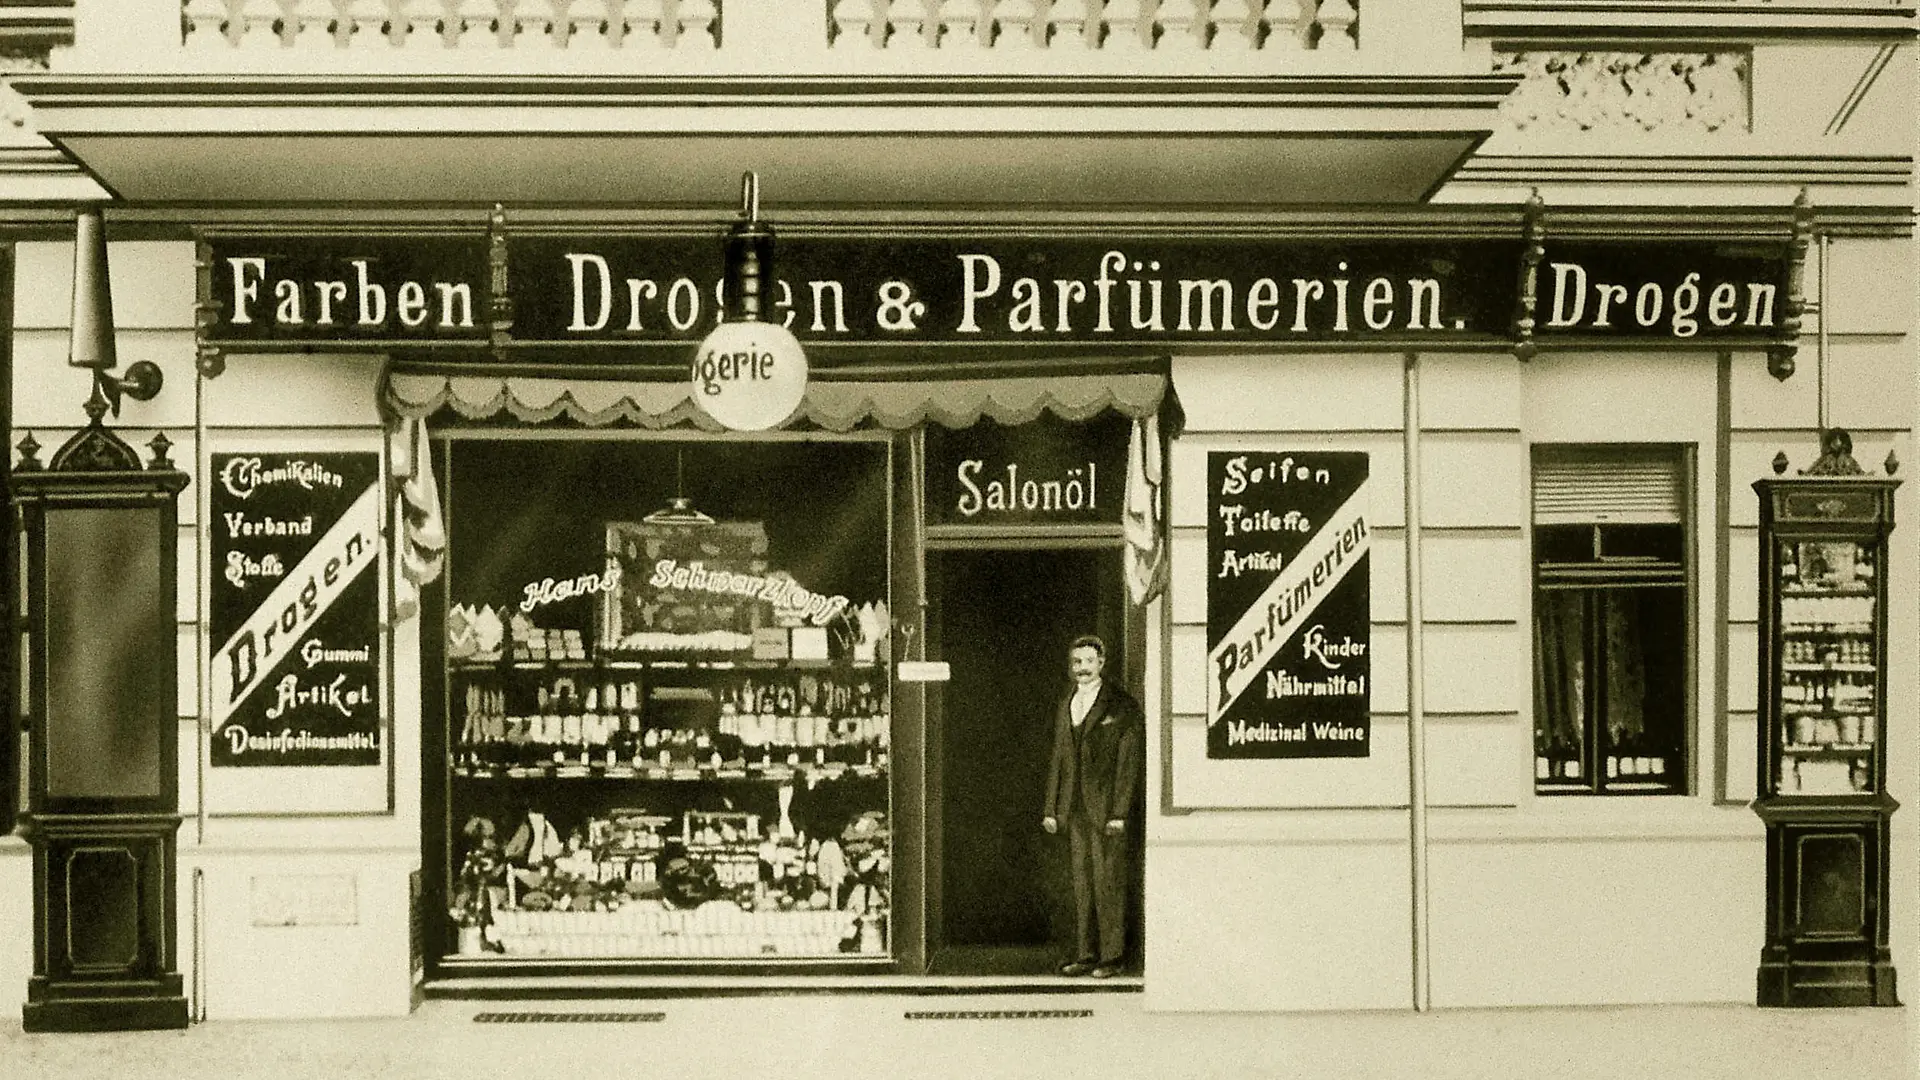 Farben Drogen & Parfümerien. Drogen
ogerie
Chemikalien
Verband
Stoffe
Drogen.
Gummi
Artikel
Desinfectionsmittel
Hans Schwarzkopf
Salonöl
Seifen
Toilette
Artikel
Parfümerien
Kinder
Nährmittel
Medizinal Weine